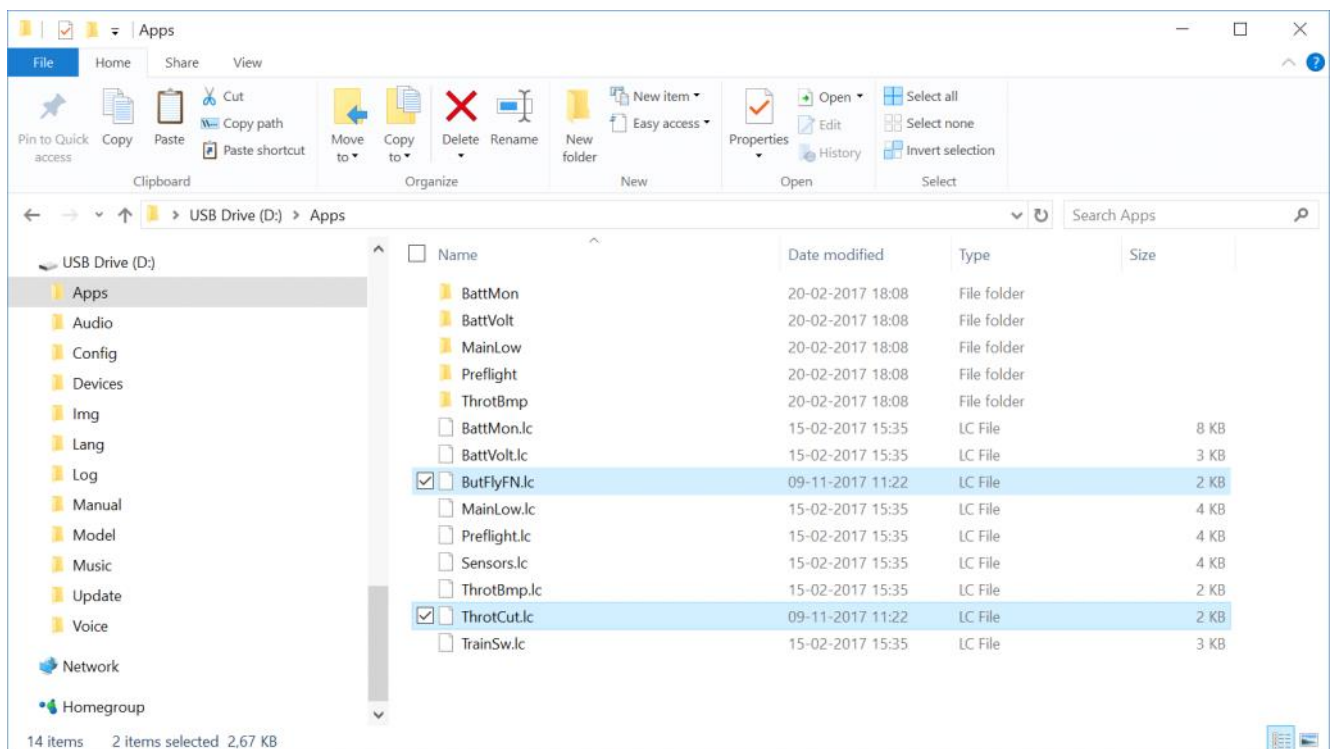 Apps
File Home Share View
Pin to Quick access
Copy
Paste
Cut
Copy path
Paste shortcut
Clipboard
Move to
Copy to
Delete
Rename
Organize
New folder
New item
Easy access
New
Properties
Open
Edit
History
Open
Select all
Select none
Invert selection
Select
USB Drive (D:) > Apps
Search Apps
USB Drive (D:)
Apps
Audio
Config
Devices
Img
Lang
Log
Manual
Model
Music
Update
Voice
Network
Homegroup
Name Date modified Type Size
BattMon 20-02-2017 18:08 File folder
BattVolt 20-02-2017 18:08 File folder
MainLow 20-02-2017 18:08 File folder
Preflight 20-02-2017 18:08 File folder
ThrotBmp 20-02-2017 18:08 File folder
BattMon.lc 15-02-2017 15:35 LC File 8 KB
BattVolt.lc 15-02-2017 15:35 LC File 3 KB
ButFlyFN.lc 09-11-2017 11:22 LC File 2 KB
MainLow.lc 15-02-2017 15:35 LC File 4 KB
Preflight.lc 15-02-2017 15:35 LC File 4 KB
Sensors.lc 15-02-2017 15:35 LC File 4 KB
ThrotBmp.lc 15-02-2017 15:35 LC File 2 KB
ThrotCut.lc 09-11-2017 11:22 LC File 2 KB
TrainSw.lc 15-02-2017 15:35 LC File 3 KB
14 items 2 items selected 2,67 KB